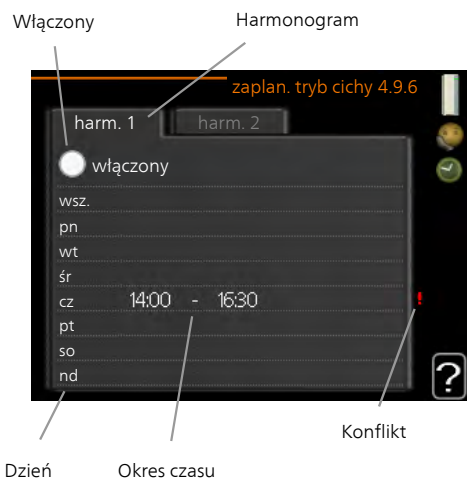 Włączony
Harmonogram
zaplan. tryb cichy 4.9.6
harm. 1
harm. 2
włączony
wsz.
pn
wt
śr
cz 14:00 - 16:30 !
pt
so
nd
?
Konflikt
Dzień
Okres czasu